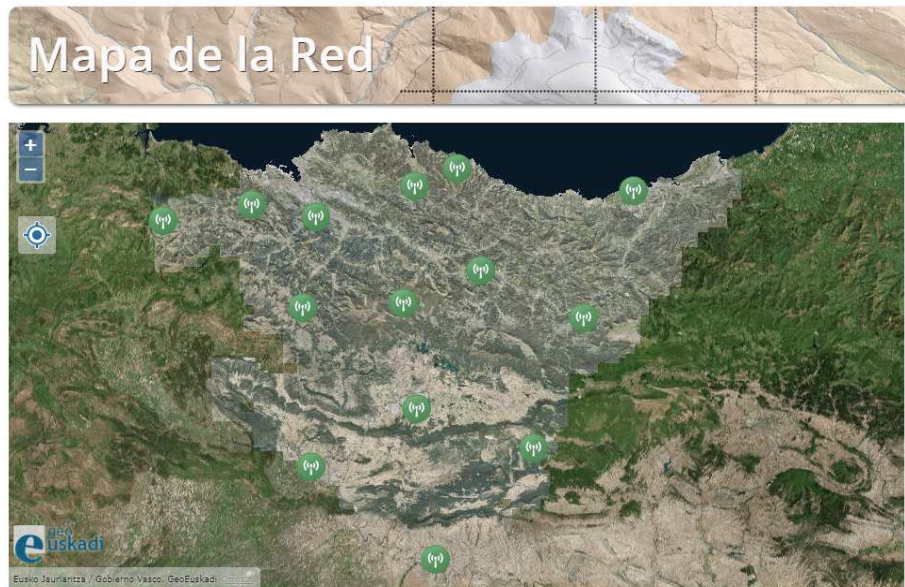 Mapa de la Red
+
−
geo
euskadi
Eusko Jaurlaritza / Gobierno Vasco. GeoEuskadi